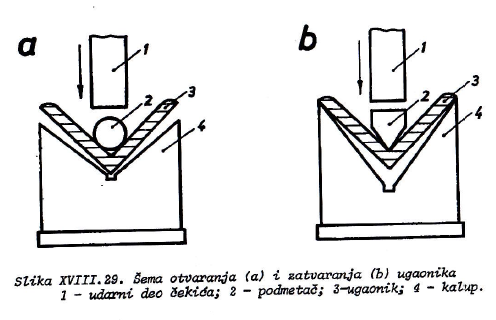 a
b
1
2
3
4
1
2
3
4
Slika XVIII.29. Šema otvaranja (a) i zatvaranja (b) ugaonika
1 - udarni deo čekića; 2 - podmetač; 3-ugaonik; 4 - kalup.